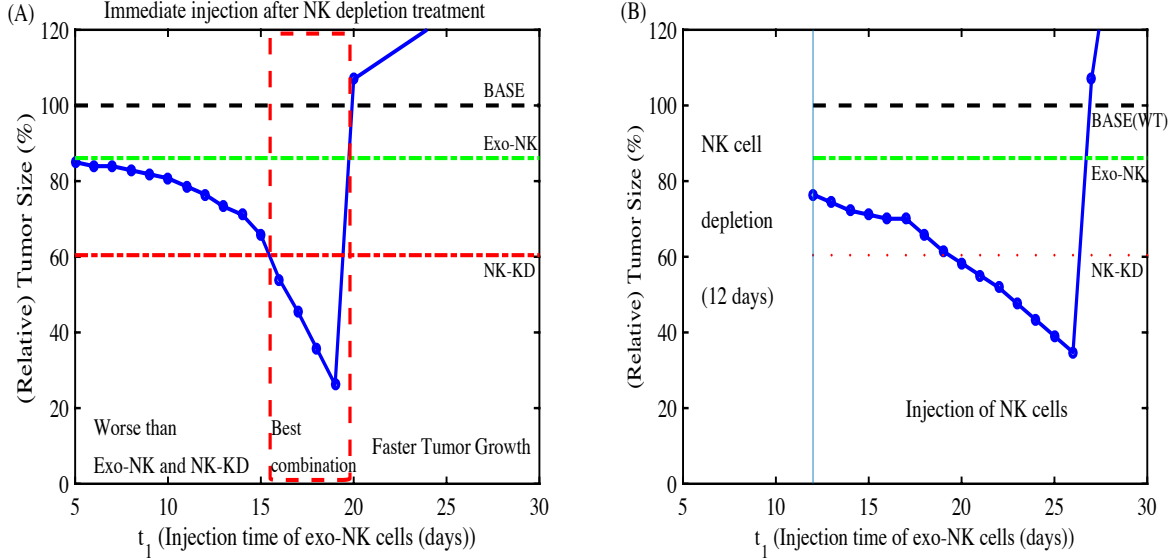 (A)
Immediate injection after NK depletion treatment
(Relative) Tumor Size (%)
120
100
80
60
40
20
0
BASE
Exo-NK
NK-KD
Worse than
Exo-NK and NK-KD
Best
combination
Faster Tumor Growth
5 10 15 20 25 30
t1 (Injection time of exo-NK cells (days))
(B)
(Relative) Tumor Size (%)
120
100
80
60
40
20
0
BASE(WT)
Exo-NK
NK-KD
NK cell
depletion
(12 days)
Injection of NK cells
5 10 15 20 25 30
t1 (Injection time of exo-NK cells (days))